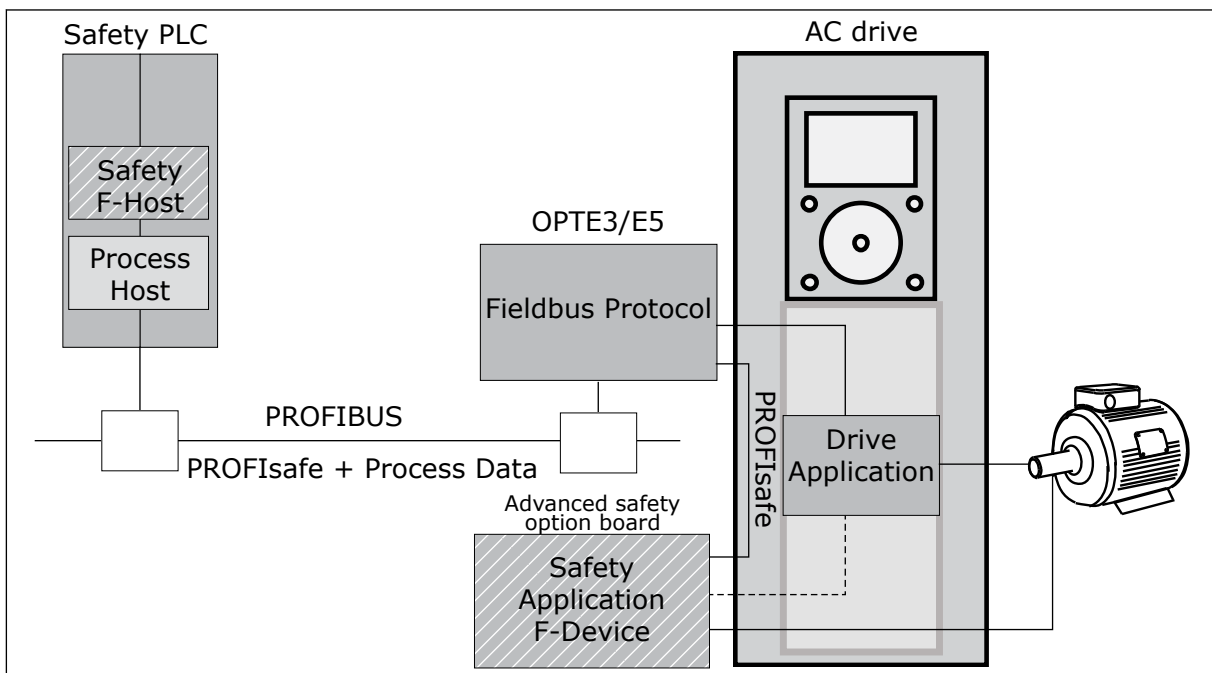 Safety PLC
Safety
F-Host
Process
Host
PROFIBUS
PROFIsafe + Process Data
OPTE3/E5
Fieldbus Protocol
Advanced safety
option board
Safety
Application
F-Device
AC drive
PROFIsafe
Drive
Application